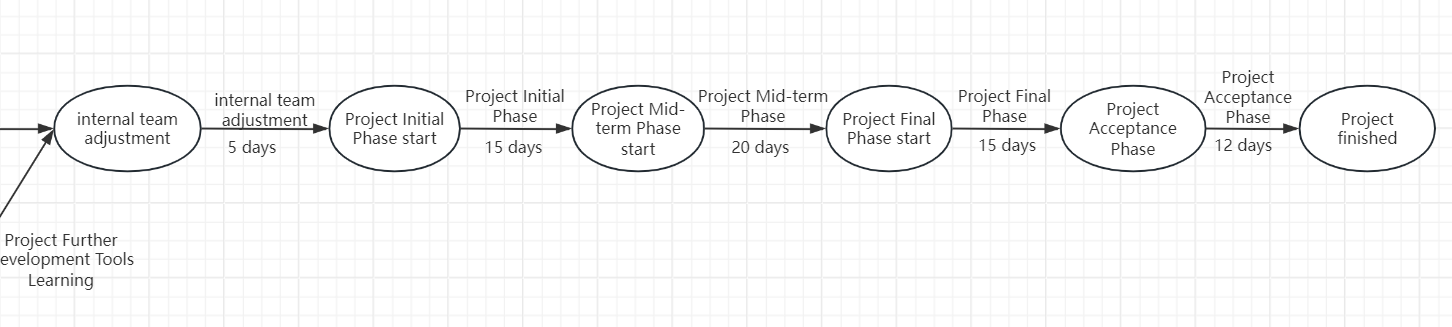 internal team
adjustment
internal team
adjustment
5 days
Project Initial
Phase start
Project Initial
Phase
15 days
Project Mid-
term Phase
start
Project Mid-term
Phase
20 days
Project Final
Phase start
Project Final
Phase
15 days
Project
Acceptance
Phase
Project
Acceptance
Phase
12 days
Project
finished
Project Further
evelopment Tools
Learning